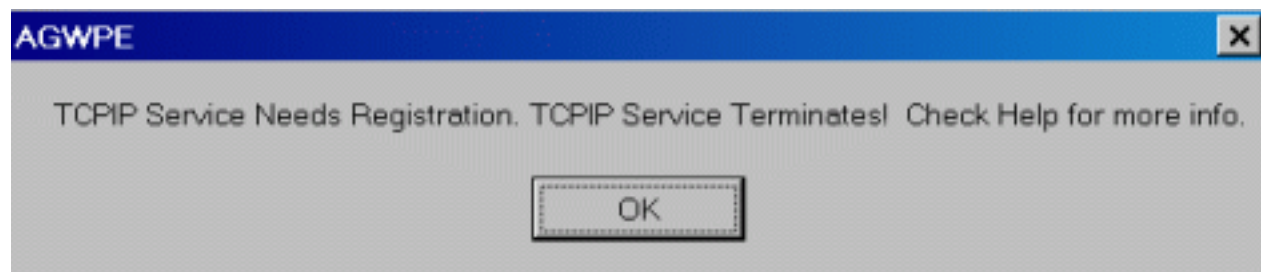 AGWPE
TCPIP Service Needs Registration. TCPIP Service Terminates! Check Help for more info.
OK